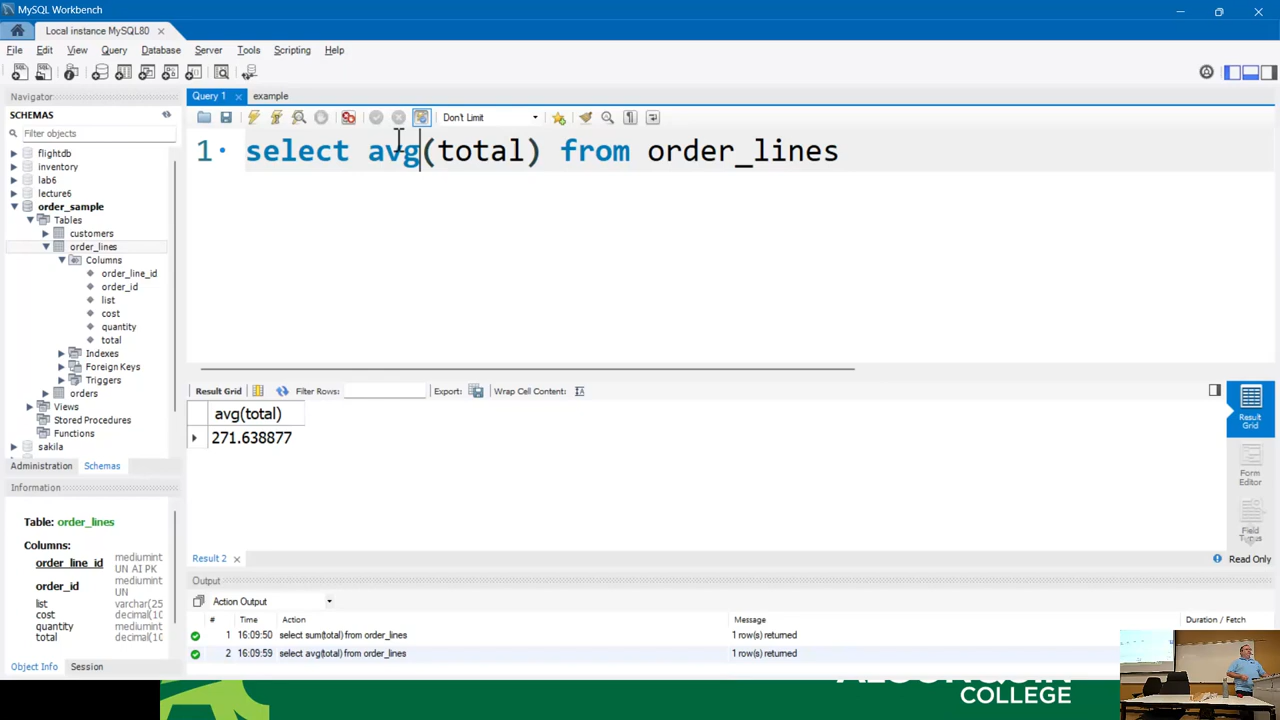 MySQL Workbench
Local instance MySQL80
File Edit View Query Database Server Tools Scripting Help
Navigator
SCHEMAS
Filter objects
flightdb
inventory
lab6
lecture6
order_sample
Tables
customers
order_lines
Columns
order_line_id
order_id
list
cost
quantity
total
Indexes
Foreign Keys
Triggers
orders
Views
Stored Procedures
Functions
sakila
Administration Schemas
Information
Table: order_lines
Columns:
order_line_id mediumint UN AI PK
order_id mediumint UN
list varchar(25
cost decimal(10
quantity mediumint
total decimal(10
Object Info Session
Query 1 example
Don't Limit
1 select avg(total) from order_lines
Result Grid Filter Rows: Export: Wrap Cell Content:
avg(total)
271.638877
Result Grid
Form Editor
Field Types
Result 2
Read Only
Output
Action Output
# Time Action Message Duration / Fetch
1 16:09:50 select sum(total) from order_lines 1 row(s) returned
2 16:09:59 select avg(total) from order_lines 1 row(s) returned
COLLEGE